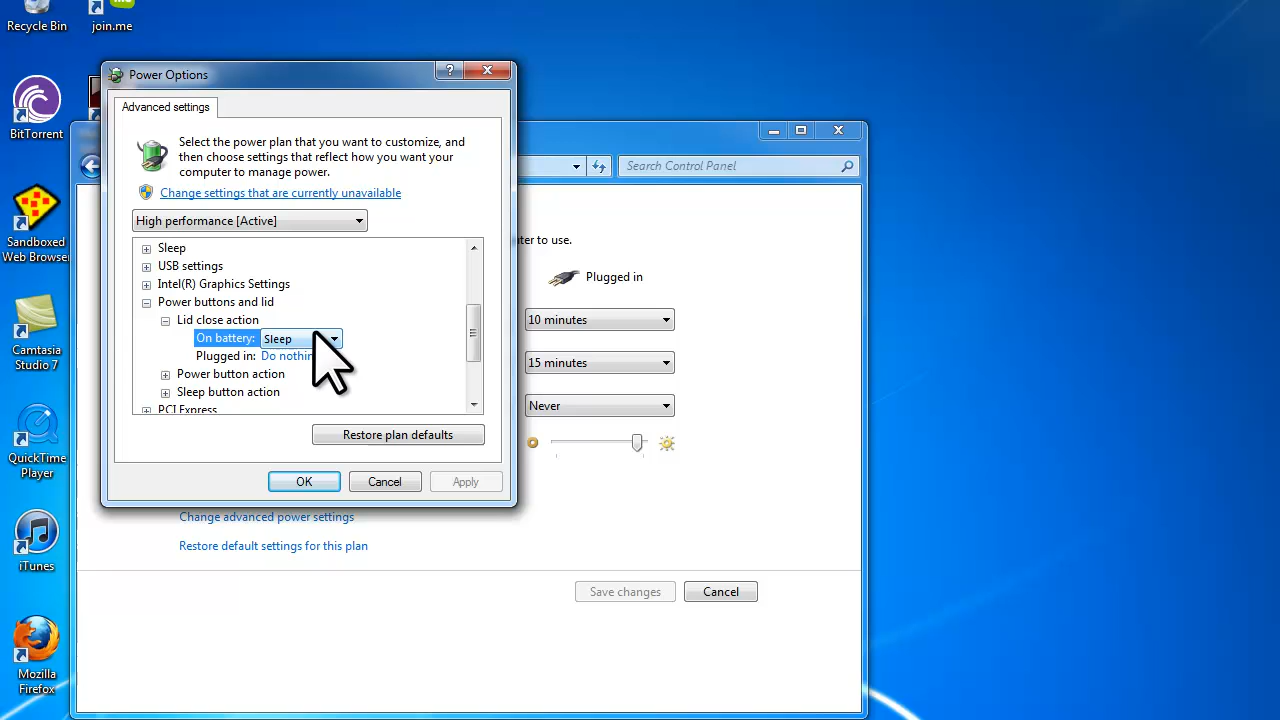 Recycle Bin
join.me
BitTorrent
Sandboxed
Web Browser
Camtasia
Studio 7
QuickTime
Player
iTunes
Mozilla
Firefox
Power Options
?
Advanced settings
Select the power plan that you want to customize, and
then choose settings that reflect how you want your
computer to manage power.
Change settings that are currently unavailable
High performance [Active]
Sleep
USB settings
Intel(R) Graphics Settings
Power buttons and lid
Lid close action
On battery: Sleep
Plugged in: Do nothin
Power button action
Sleep button action
PCI Express
Restore plan defaults
OK
Cancel
Apply
Search Control Panel
to use.
Plugged in
10 minutes
15 minutes
Never
Change advanced power settings
Restore default settings for this plan
Save changes
Cancel